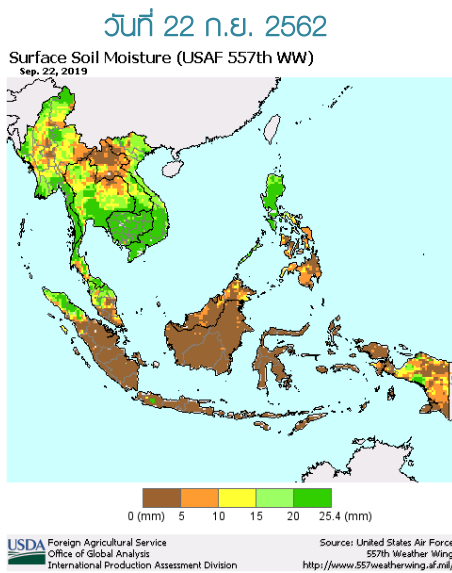 วันที่ 22 ก.ย. 2562
Surface Soil Moisture (USAF 557th WW)
Sep. 22, 2019
0 (mm) 5 10 15 20 25.4 (mm)
USDA Foreign Agricultural Service
Office of Global Analysis
International Production Assessment Division
Source: United States Air Force
557th Weather Wing
http://www.557weatherwing.af.mil/